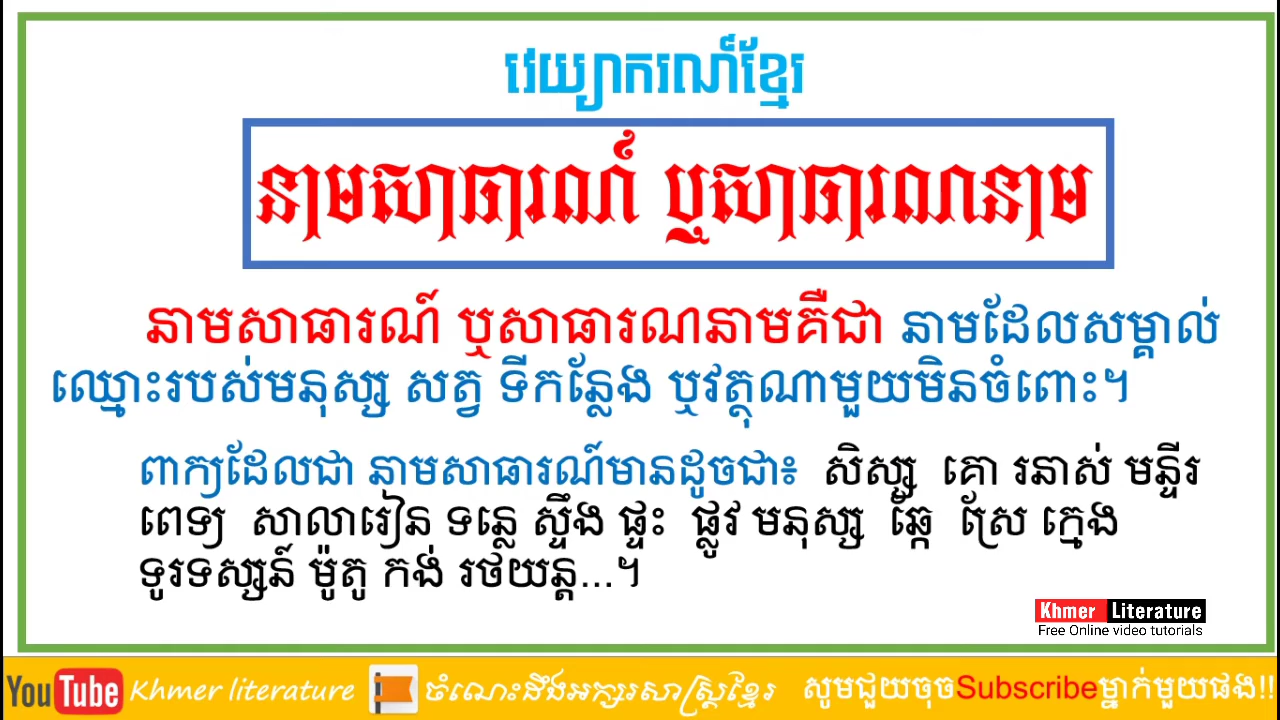 វេយ្យាករណ៏ខ្មែរ
នាមសាធារណ៍ ឬសាធារណនាម
នាមសាធារណ៍ ឬសាធារណនាមគឺជា នាមដែលសម្គាល់
ឈ្មោះរបស់មនុស្ស សត្វ ទីកន្លែង ឬវត្ថុណាមួយមិនចំពោះ។
ពាក្យដែលជា នាមសាធារណ៍មានដូចជា៖ សិស្ស គោ រនាស់ មន្ទីរ
ពេទ្យ សាលារៀន ទន្លេ ស្ទឹង ផ្ទះ ផ្លូវ មនុស្ស ឆ្កែ ស្រែ ក្មេង
ទូរទស្សន៍ ម៉ូតូ កង់ រថយន្ត...។
Khmer Literature
Free Online video tutorials
YouTube Khmer literature ចំណេះដឹងអក្សរសាស្ត្រខ្មែរ សូមជួយចុចSubscribeម្នាក់មួយផង!!